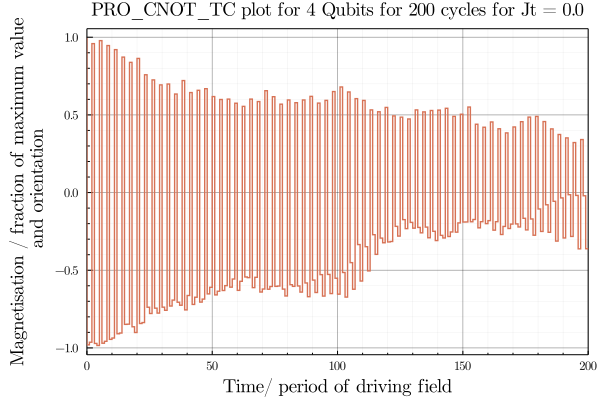 PRO_CNOT_TC plot for 4 Qubits for 200 cycles for Jt = 0.0
Magnetisation / fraction of maximum value
and orientation
1.0
0.5
0.0
−0.5
−1.0
0
50
100
150
200
Time/ period of driving field